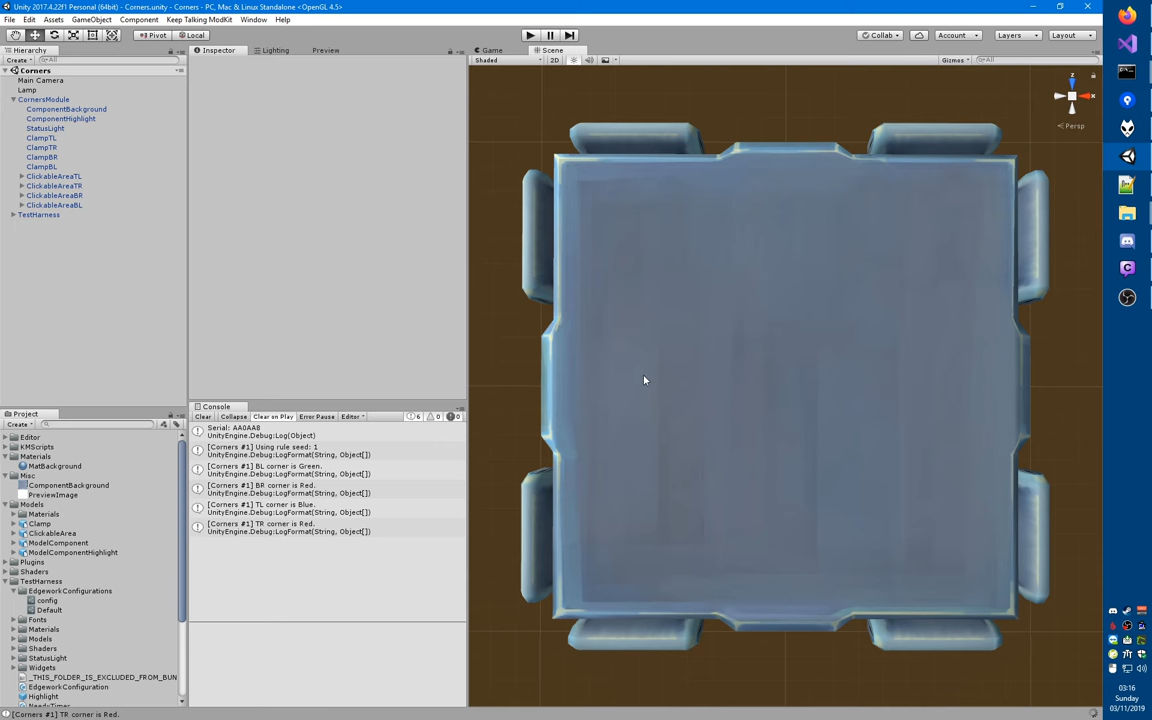 Unity 2017.4.22f1 Personal (64bit) - Corners.unity - Corners - PC, Mac & Linux Standalone <OpenGL 4.5>
File Edit Assets GameObject Component Keep Talking ModKit Window Help
Pivot Local Collab Account Layers Layout
Hierarchy
Create All
Corners
Main Camera
Lamp
CornersModule
ComponentBackground
ComponentHighlight
StatusLight
ClampTL
ClampTR
ClampBR
ClampBL
ClickableAreaTL
ClickableAreaTR
ClickableAreaBR
ClickableAreaBL
TestHarness
Inspector Lighting Preview
Game Scene
Shaded 2D Gizmos All
z
x
Persp
Project
Create
Editor
KMScripts
Materials
MatBackground
Misc
ComponentBackground
PreviewImage
Models
Materials
Clamp
ClickableArea
ModelComponent
ModelComponentHighlight
Plugins
Shaders
TestHarness
EdgeworkConfigurations
config
Default
Fonts
Materials
Models
Shaders
StatusLight
Widgets
_THIS_FOLDER_IS_EXCLUDED_FROM_BUN
EdgeworkConfiguration
Highlight
Console
Clear Collapse Clear on Play Error Pause Editor 6 0 0
Serial: AA0AA8
UnityEngine.Debug:Log(Object)
[Corners #1] Using rule seed: 1
UnityEngine.Debug:LogFormat(String, Object[])
[Corners #1] BL corner is Green.
UnityEngine.Debug:LogFormat(String, Object[])
[Corners #1] BR corner is Red.
UnityEngine.Debug:LogFormat(String, Object[])
[Corners #1] TL corner is Blue.
UnityEngine.Debug:LogFormat(String, Object[])
[Corners #1] TR corner is Red.
UnityEngine.Debug:LogFormat(String, Object[])
[Corners #1] TR corner is Red.
03:16
Sunday
03/11/2019